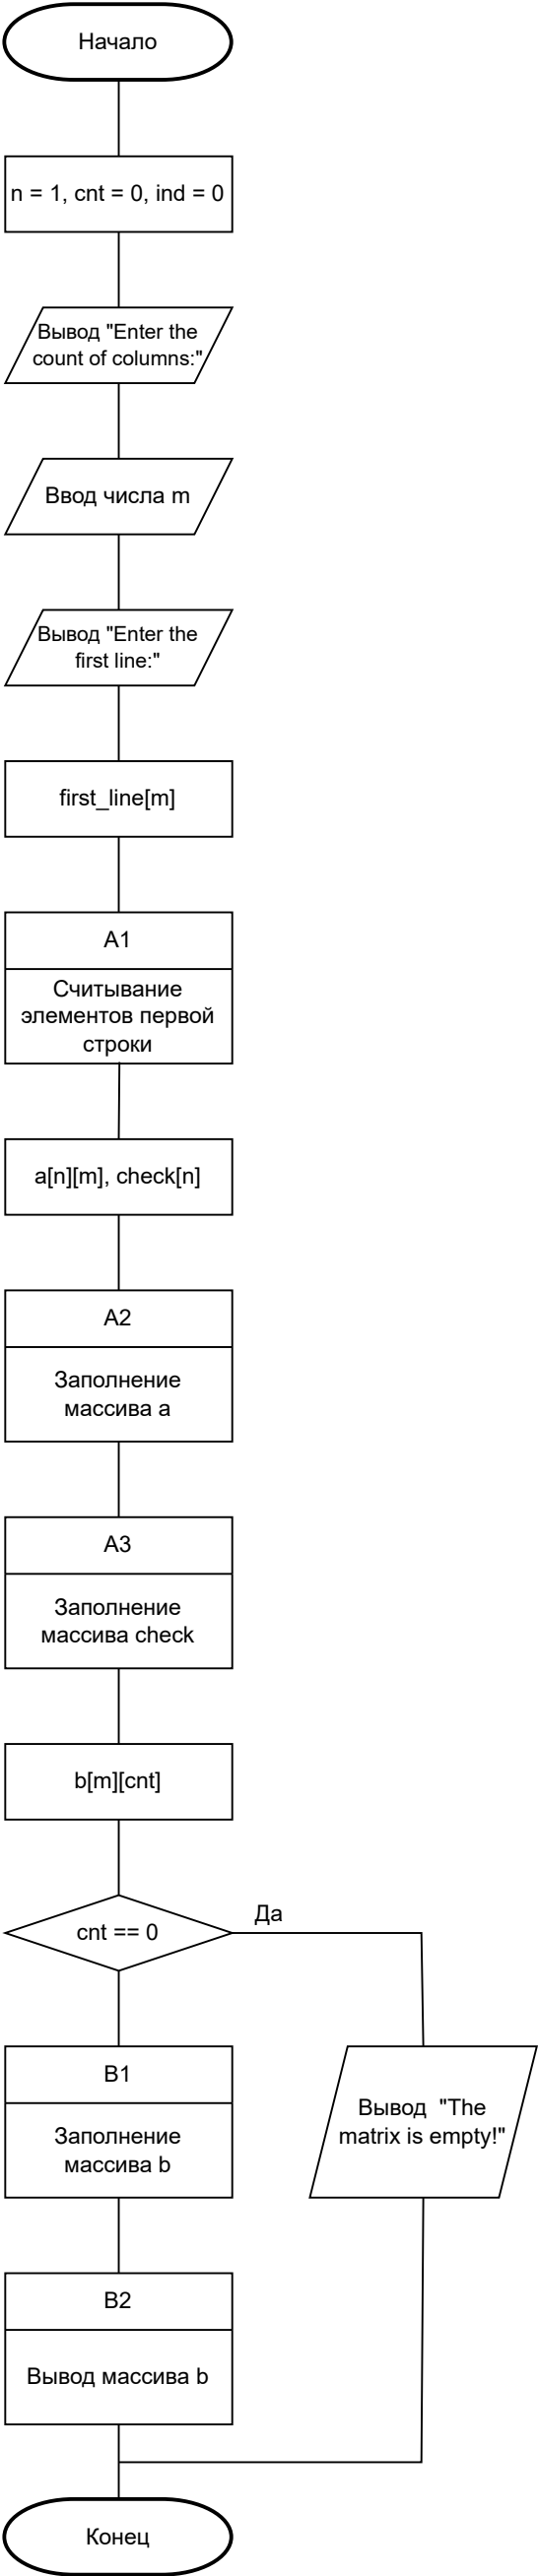 Начало
n = 1, cnt = 0, ind = 0
Вывод "Enter the
count of columns:"
Ввод числа m
Вывод "Enter the
first line:"
first_line[m]
A1
Считывание
элементов первой
строки
a[n][m], check[n]
A2
Заполнение
массива a
A3
Заполнение
массива check
b[m][cnt]
cnt == 0
Да
B1
Заполнение
массива b
Вывод  "The
matrix is empty!"
B2
Вывод массива b
Конец